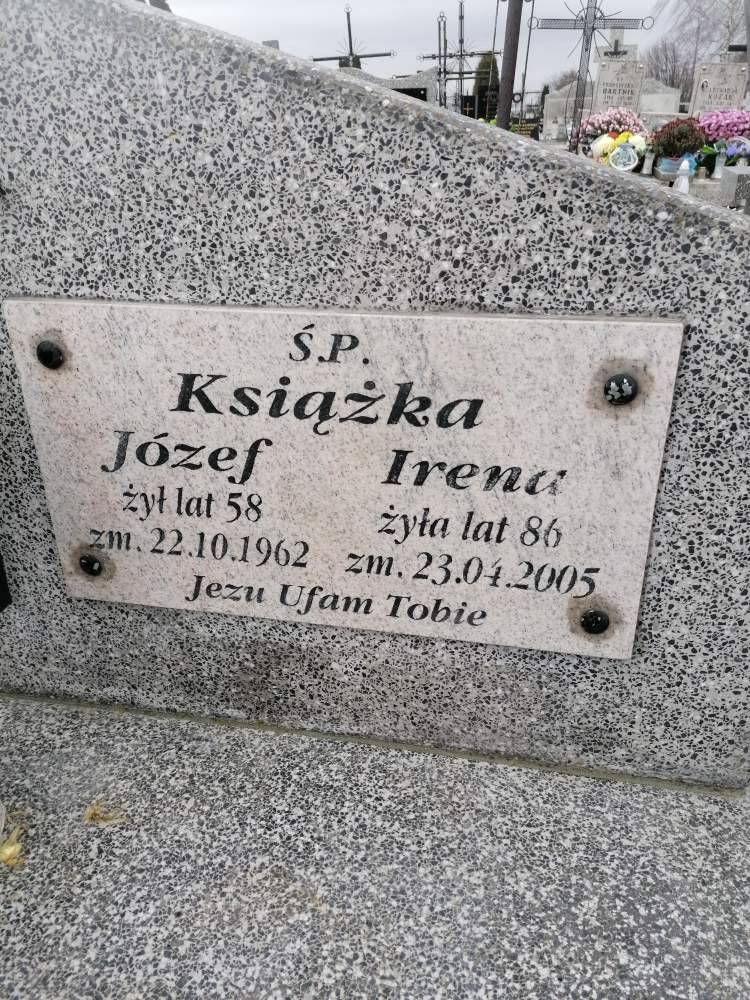 Ś.P.
Książka
Józef Irena
żył lat 58 żyła lat 86
zm. 22.10.1962 zm. 23.04.2005
Jezu Ufam Tobie
BARTNIK